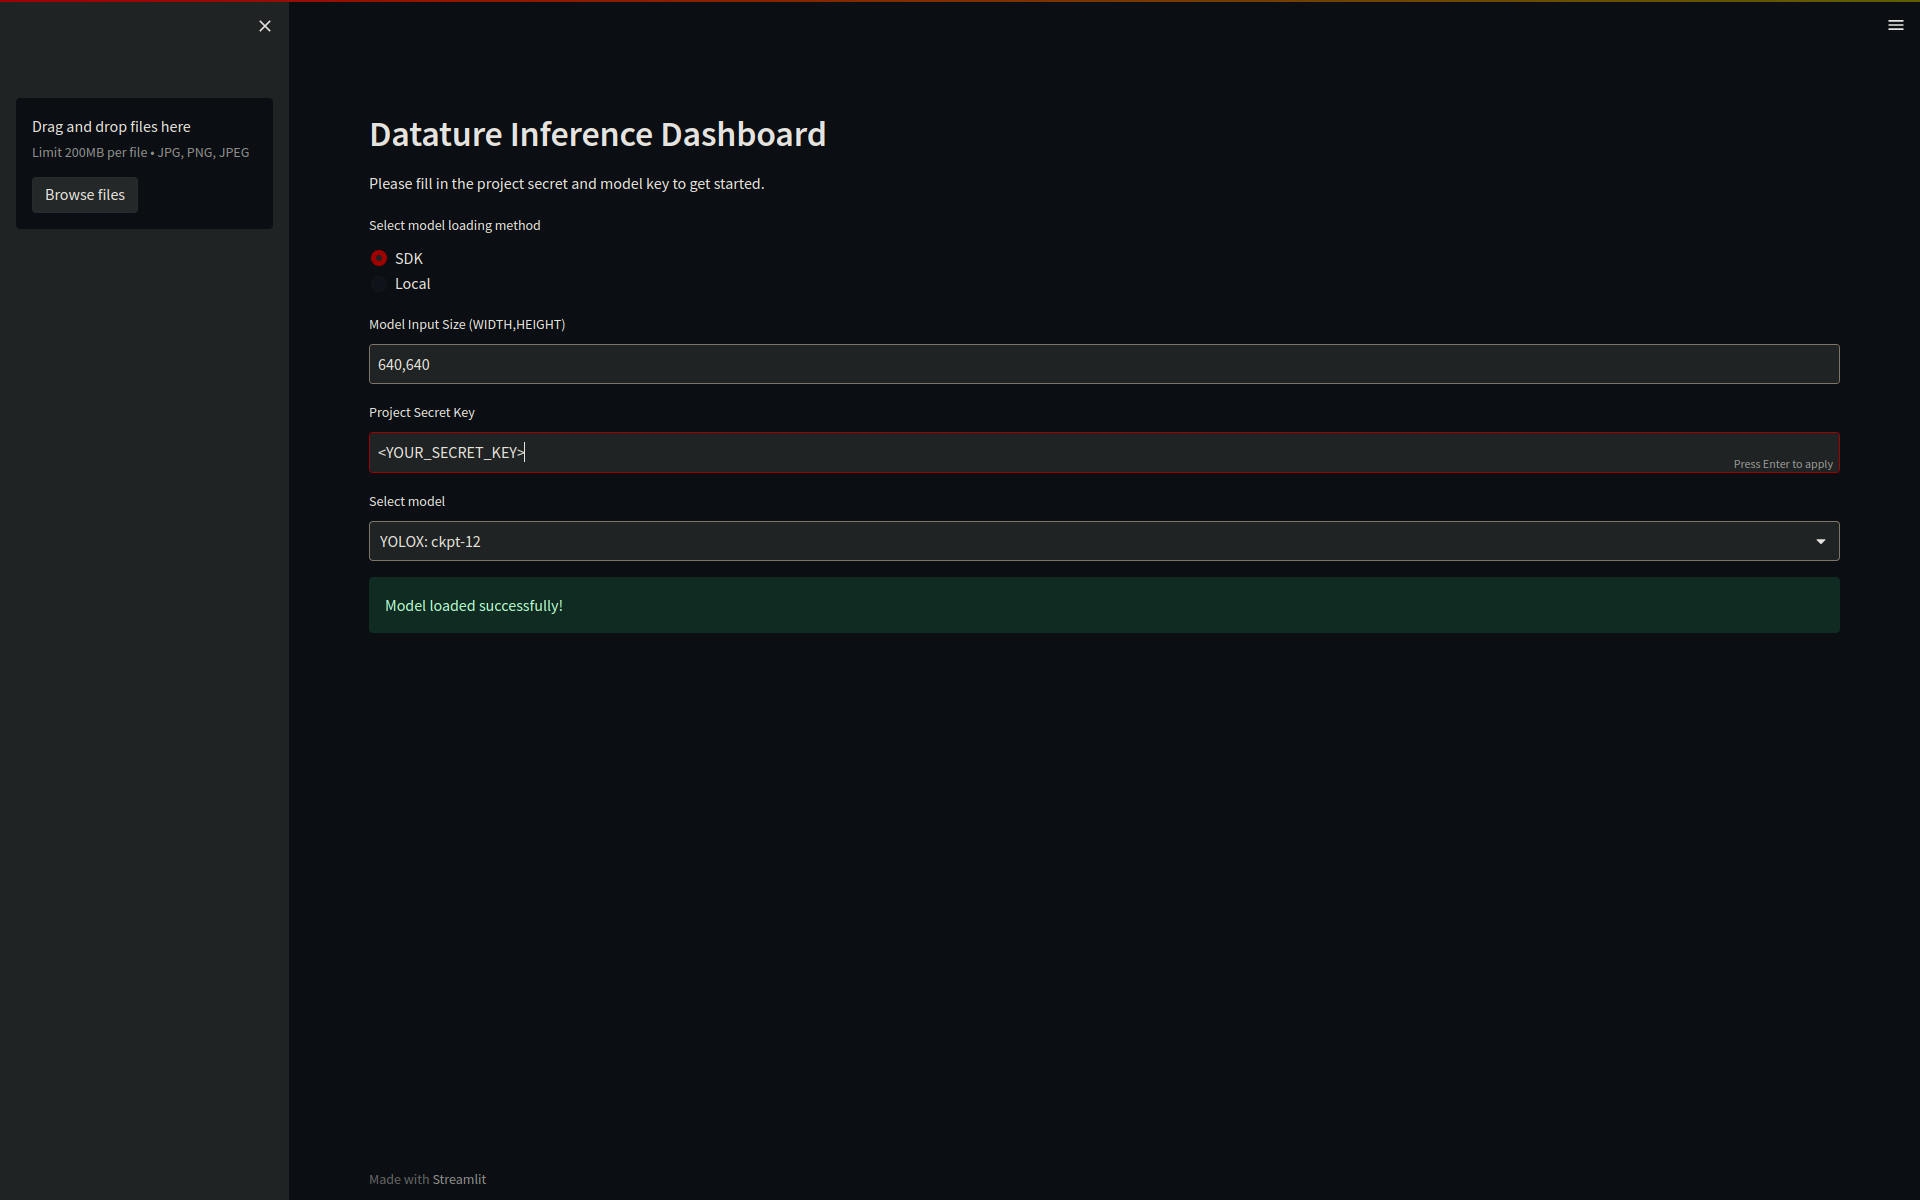 Drag and drop files here
Limit 200MB per file • JPG, PNG, JPEG
Browse files
Datature Inference Dashboard
Please fill in the project secret and model key to get started.
Select model loading method
SDK
Local
Model Input Size (WIDTH,HEIGHT)
640,640
Project Secret Key
<YOUR_SECRET_KEY>
Press Enter to apply
Select model
YOLOX: ckpt-12
Model loaded successfully!
Made with Streamlit